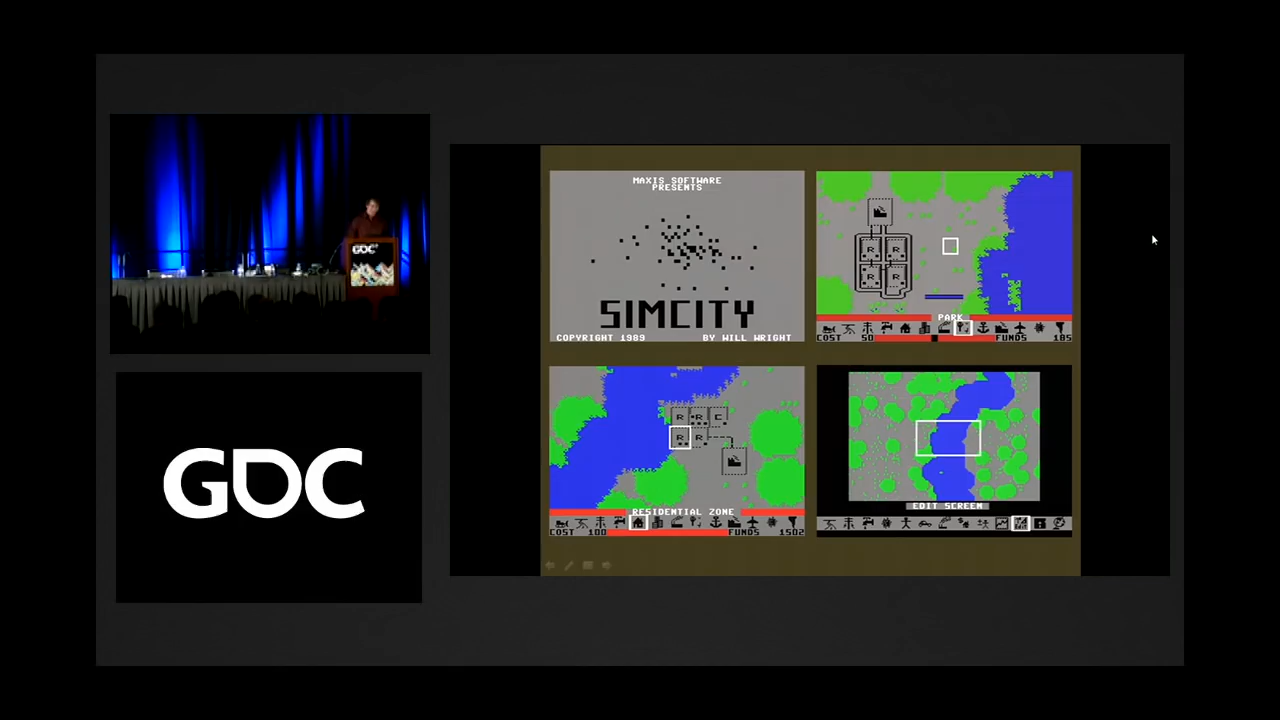 GDC
GDC
MAXIS SOFTWARE
PRESENTS
SIMCITY
COPYRIGHT 1989 BY WILL WRIGHT
R R
R R
PARK
COST 50 FUNDS 185
R R C
R R
RESIDENTIAL ZONE
COST 100 FUNDS 1502
EDIT SCREEN